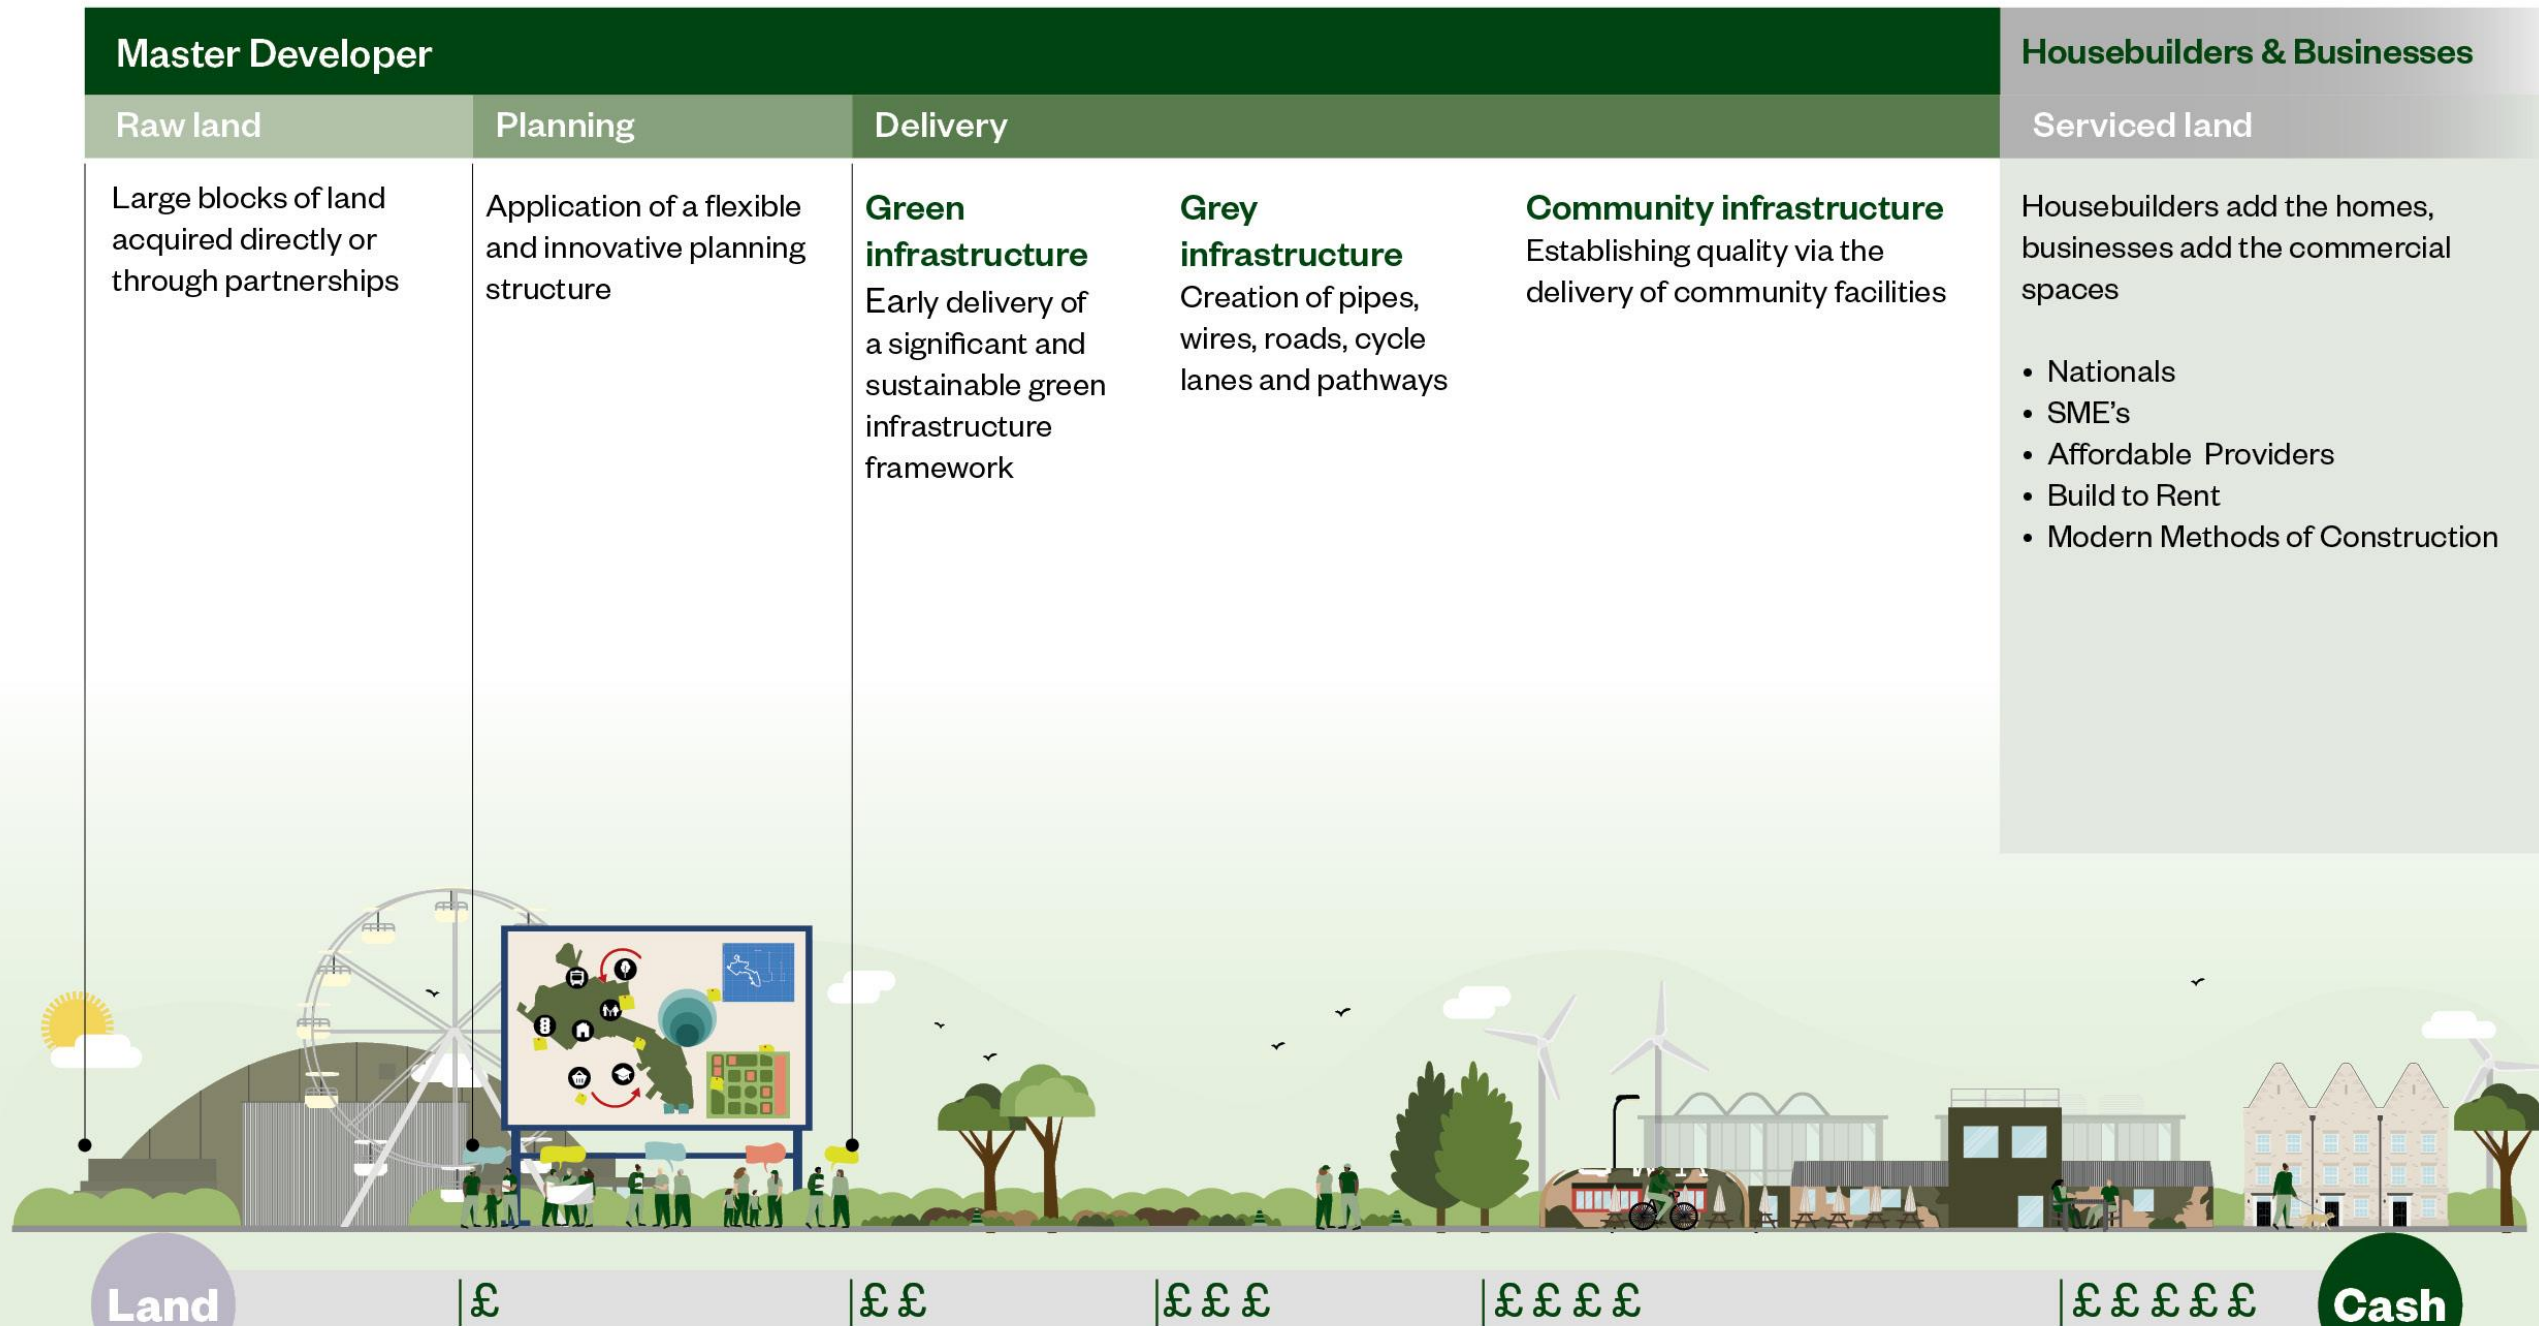 Master Developer
Housebuilders & Businesses
Raw land
Planning
Delivery
Serviced land
Large blocks of land
acquired directly or
through partnerships
Application of a flexible
and innovative planning
structure
Green
infrastructure
Early delivery of
a significant and
sustainable green
infrastructure
framework
Grey
infrastructure
Creation of pipes,
wires, roads, cycle
lanes and pathways
Community infrastructure
Establishing quality via the
delivery of community facilities
Housebuilders add the homes,
businesses add the commercial
spaces
• Nationals
• SME’s
• Affordable  Providers
• Build to Rent
• Modern Methods of Construction
Land
£
£ £
£ £ £
£ £ £ £
£ £ £ £ £
Cash